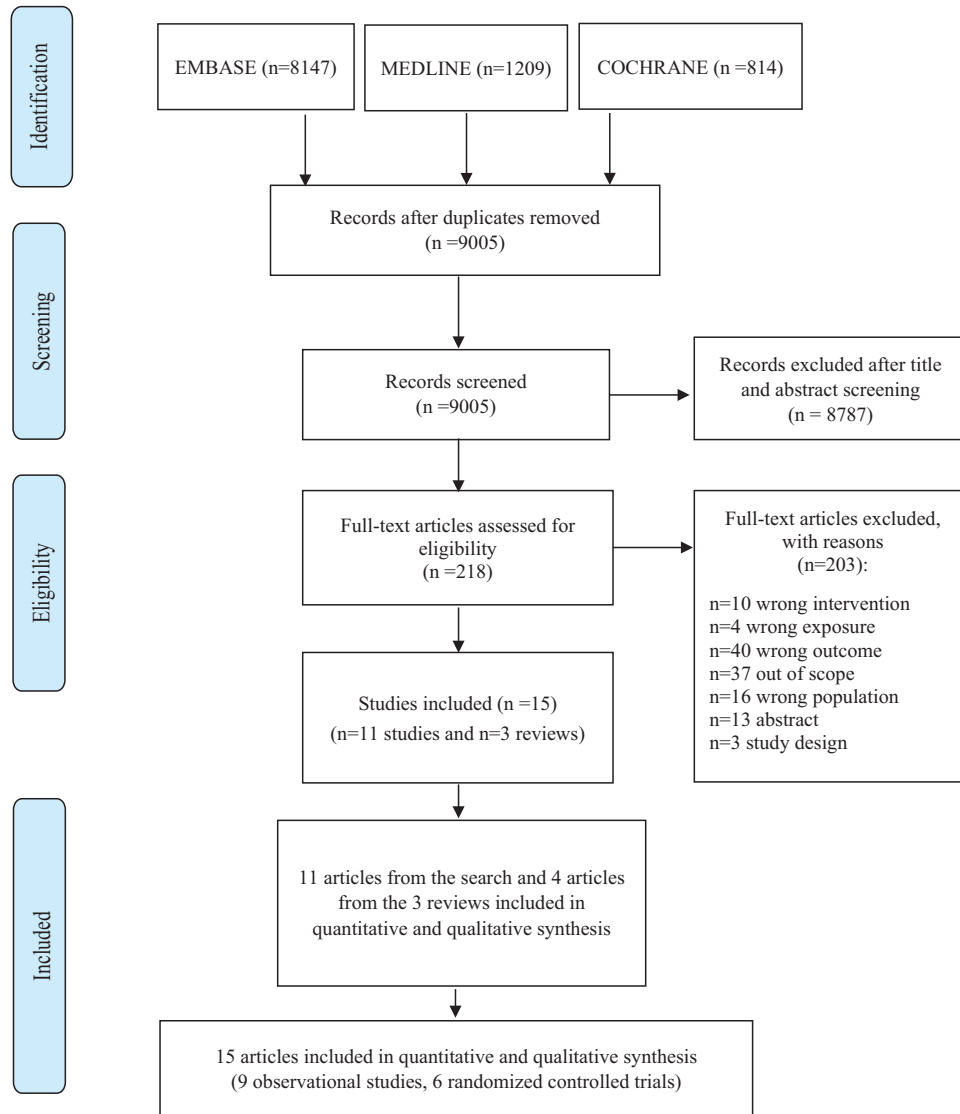 Identification
EMBASE (n=8147)
MEDLINE (n=1209)
COCHRANE (n =814)
Records after duplicates removed
(n =9005)
Screening
Records screened
(n =9005)
Records excluded after title
and abstract screening
(n = 8787)
Eligibility
Full-text articles assessed for
eligibility
(n =218)
Full-text articles excluded,
with reasons
(n=203):
n=10 wrong intervention
n=4 wrong exposure
n=40 wrong outcome
n=37 out of scope
n=16 wrong population
n=13 abstract
n=3 study design
Studies included (n =15)
(n=11 studies and n=3 reviews)
Included
11 articles from the search and 4 articles
from the 3 reviews included in
quantitative and qualitative synthesis
15 articles included in quantitative and qualitative synthesis
(9 observational studies, 6 randomized controlled trials)